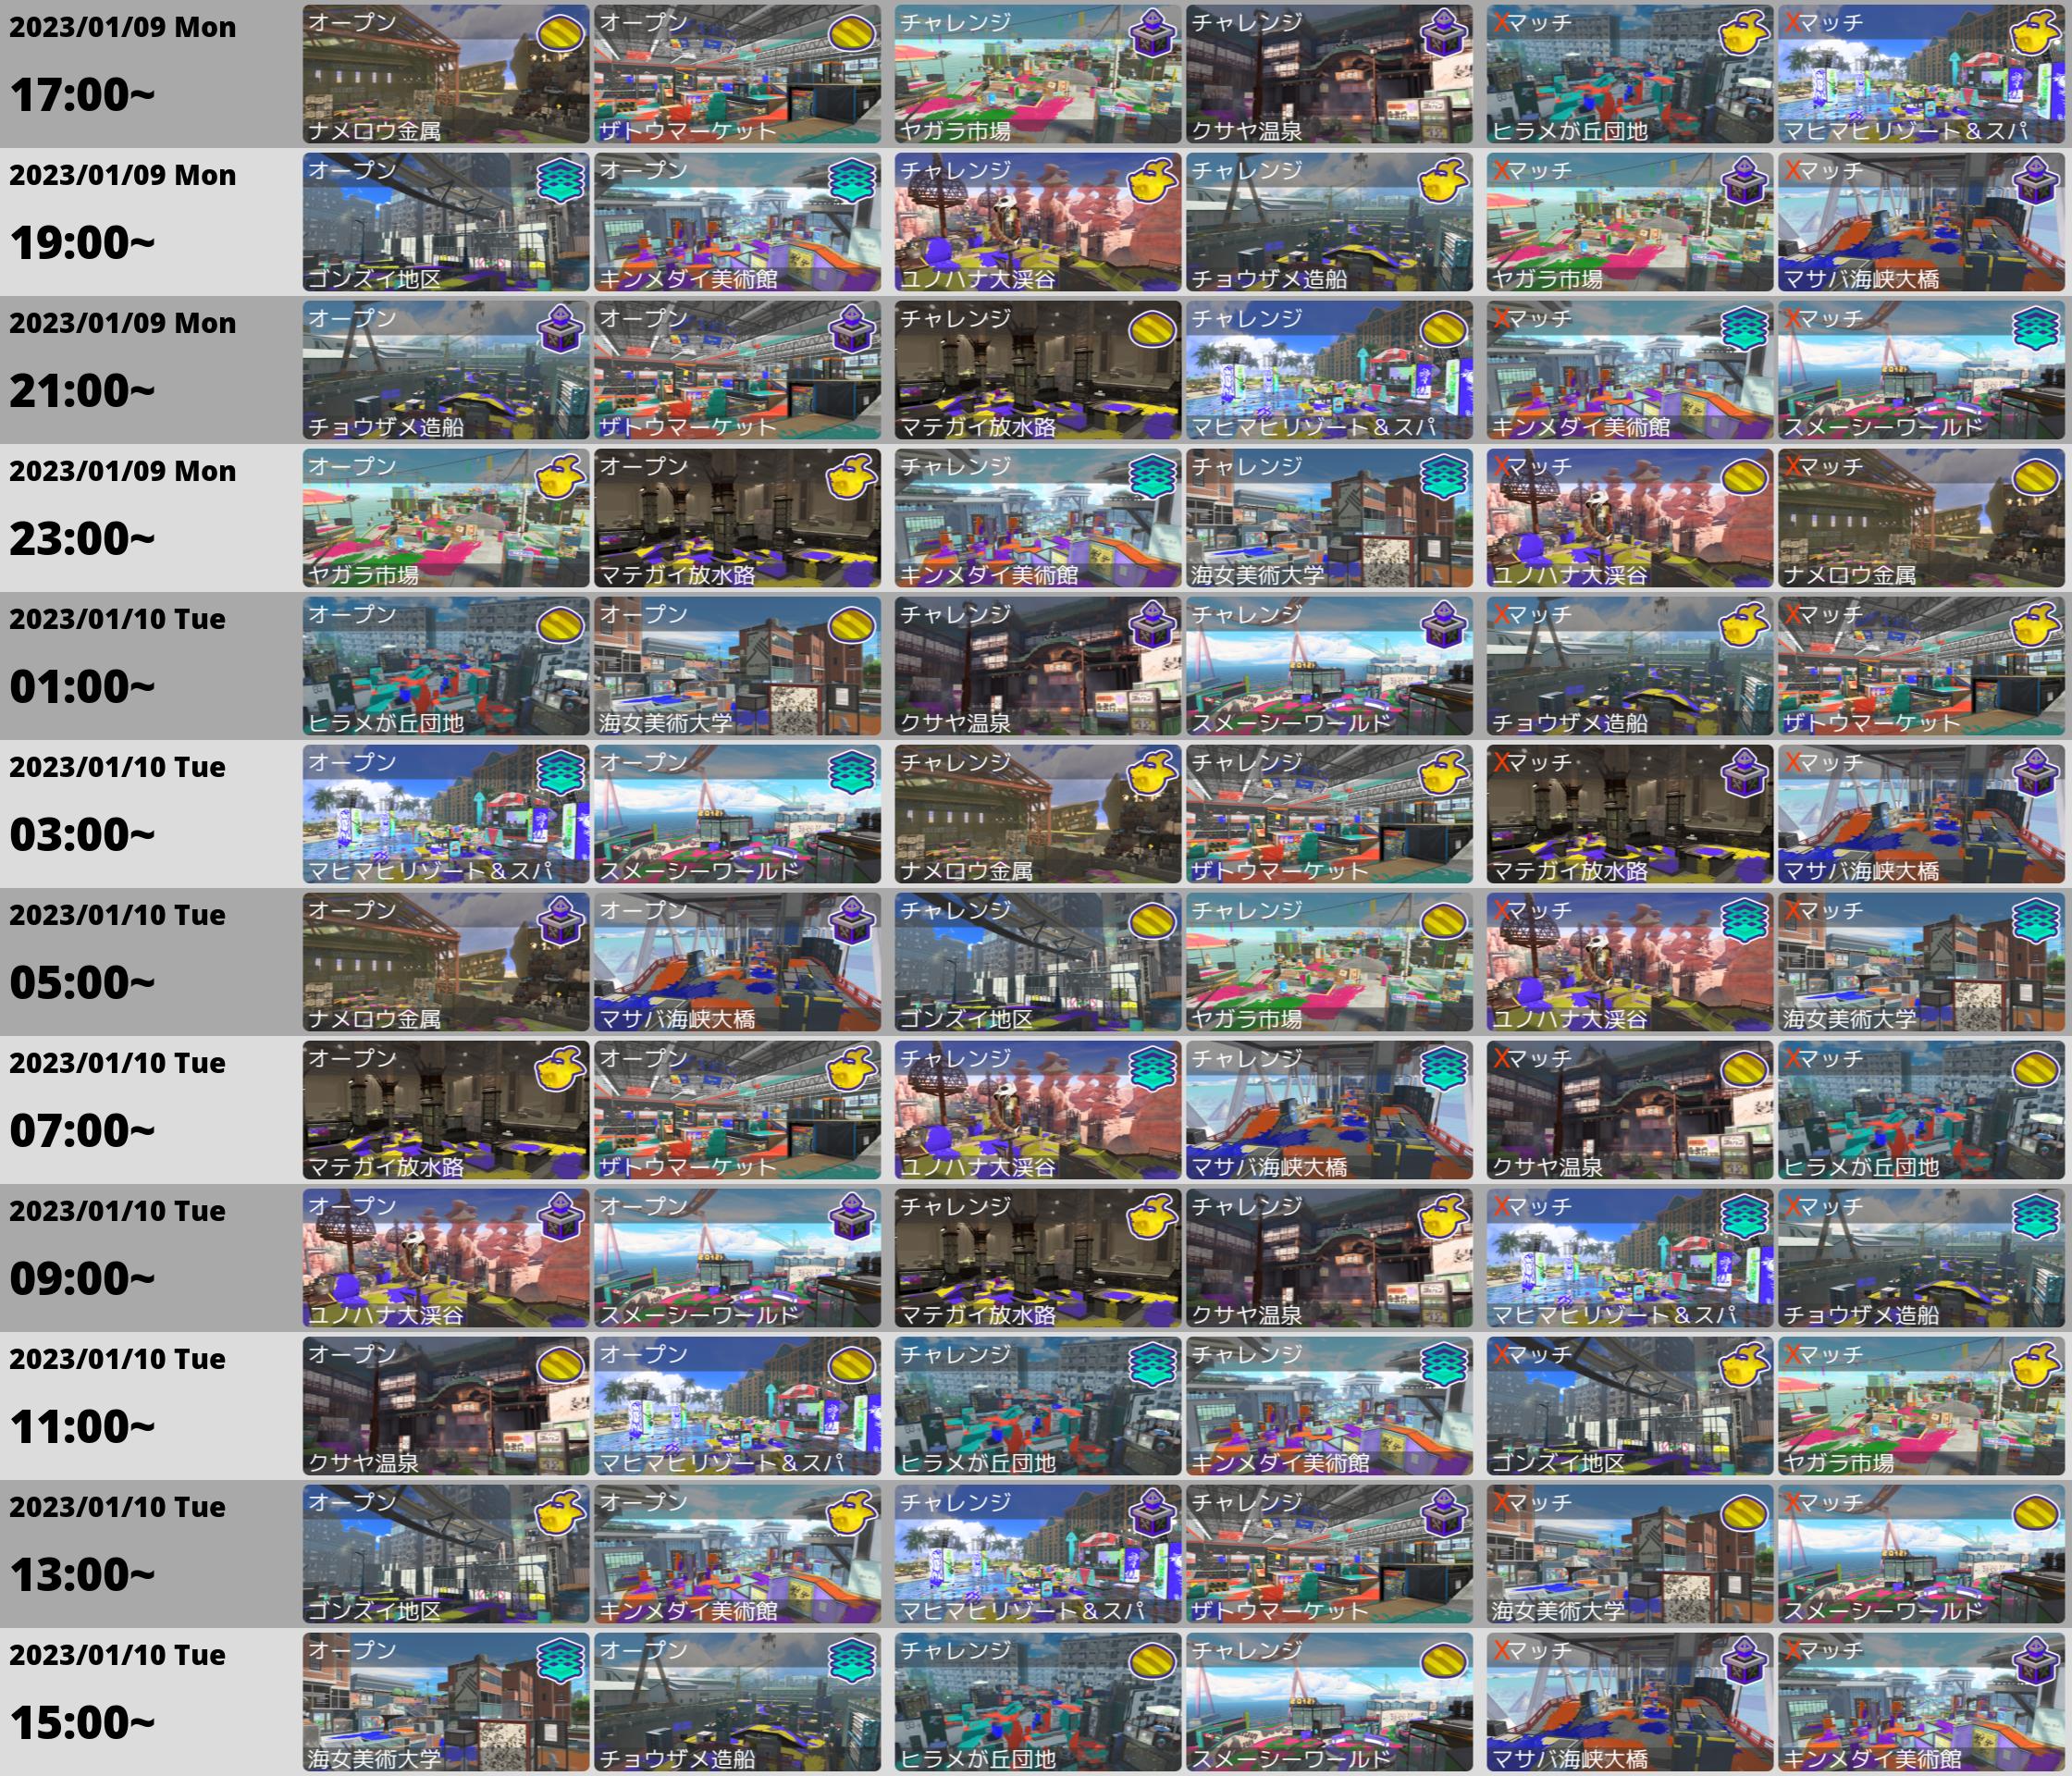 2023/01/09 Mon
17:00~
オープン オープン チャレンジ チャレンジ Xマッチ Xマッチ
ナメロウ金属 ザトウマーケット ヤガラ市場 クサヤ温泉 ヒラメが丘団地 マヒマヒリゾート&スパ
2023/01/09 Mon
19:00~
オープン オープン チャレンジ チャレンジ Xマッチ Xマッチ
ゴンズイ地区 キンメダイ美術館 ユノハナ大渓谷 チョウザメ造船 ヤガラ市場 マサバ海峡大橋
2023/01/09 Mon
21:00~
オープン オープン チャレンジ チャレンジ Xマッチ Xマッチ
チョウザメ造船 ザトウマーケット マテガイ放水路 マヒマヒリゾート&スパ キンメダイ美術館 スメーシーワールド
2023/01/09 Mon
23:00~
オープン オープン チャレンジ チャレンジ Xマッチ Xマッチ
ヤガラ市場 マテガイ放水路 キンメダイ美術館 海女美術大学 ユノハナ大渓谷 ナメロウ金属
2023/01/10 Tue
01:00~
オープン オープン チャレンジ チャレンジ Xマッチ Xマッチ
ヒラメが丘団地 海女美術大学 クサヤ温泉 スメーシーワールド チョウザメ造船 ザトウマーケット
2023/01/10 Tue
03:00~
オープン オープン チャレンジ チャレンジ Xマッチ Xマッチ
マヒマヒリゾート&スパ スメーシーワールド ナメロウ金属 ザトウマーケット マテガイ放水路 マサバ海峡大橋
2023/01/10 Tue
05:00~
オープン オープン チャレンジ チャレンジ Xマッチ Xマッチ
ナメロウ金属 マサバ海峡大橋 ゴンズイ地区 ヤガラ市場 ユノハナ大渓谷 海女美術大学
2023/01/10 Tue
07:00~
オープン オープン チャレンジ チャレンジ Xマッチ Xマッチ
マテガイ放水路 ザトウマーケット ユノハナ大渓谷 マサバ海峡大橋 クサヤ温泉 ヒラメが丘団地
2023/01/10 Tue
09:00~
オープン オープン チャレンジ チャレンジ Xマッチ Xマッチ
ユノハナ大渓谷 スメーシーワールド マテガイ放水路 クサヤ温泉 マヒマヒリゾート&スパ チョウザメ造船
2023/01/10 Tue
11:00~
オープン オープン チャレンジ チャレンジ Xマッチ Xマッチ
クサヤ温泉 マヒマヒリゾート&スパ ヒラメが丘団地 キンメダイ美術館 ゴンズイ地区 ヤガラ市場
2023/01/10 Tue
13:00~
オープン オープン チャレンジ チャレンジ Xマッチ Xマッチ
ゴンズイ地区 キンメダイ美術館 マヒマヒリゾート&スパ ザトウマーケット 海女美術大学 スメーシーワールド
2023/01/10 Tue
15:00~
オープン オープン チャレンジ チャレンジ Xマッチ Xマッチ
海女美術大学 チョウザメ造船 ヒラメが丘団地 スメーシーワールド マサバ海峡大橋 キンメダイ美術館